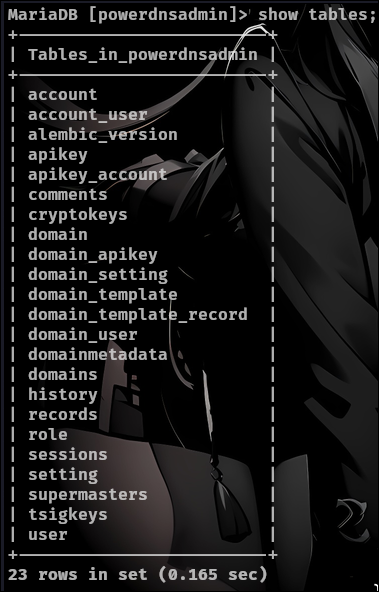 MariaDB [powerdnsadmin]> show tables;
+-------------------------+
| Tables_in_powerdnsadmin |
+-------------------------+
| account                 |
| account_user            |
| alembic_version         |
| apikey                  |
| apikey_account          |
| comments                |
| cryptokeys              |
| domain                  |
| domain_apikey           |
| domain_setting          |
| domain_template         |
| domain_template_record  |
| domain_user             |
| domainmetadata          |
| domains                 |
| history                 |
| records                 |
| role                    |
| sessions                |
| setting                 |
| supermasters            |
| tsigkeys                |
| user                    |
+-------------------------+
23 rows in set (0.165 sec)